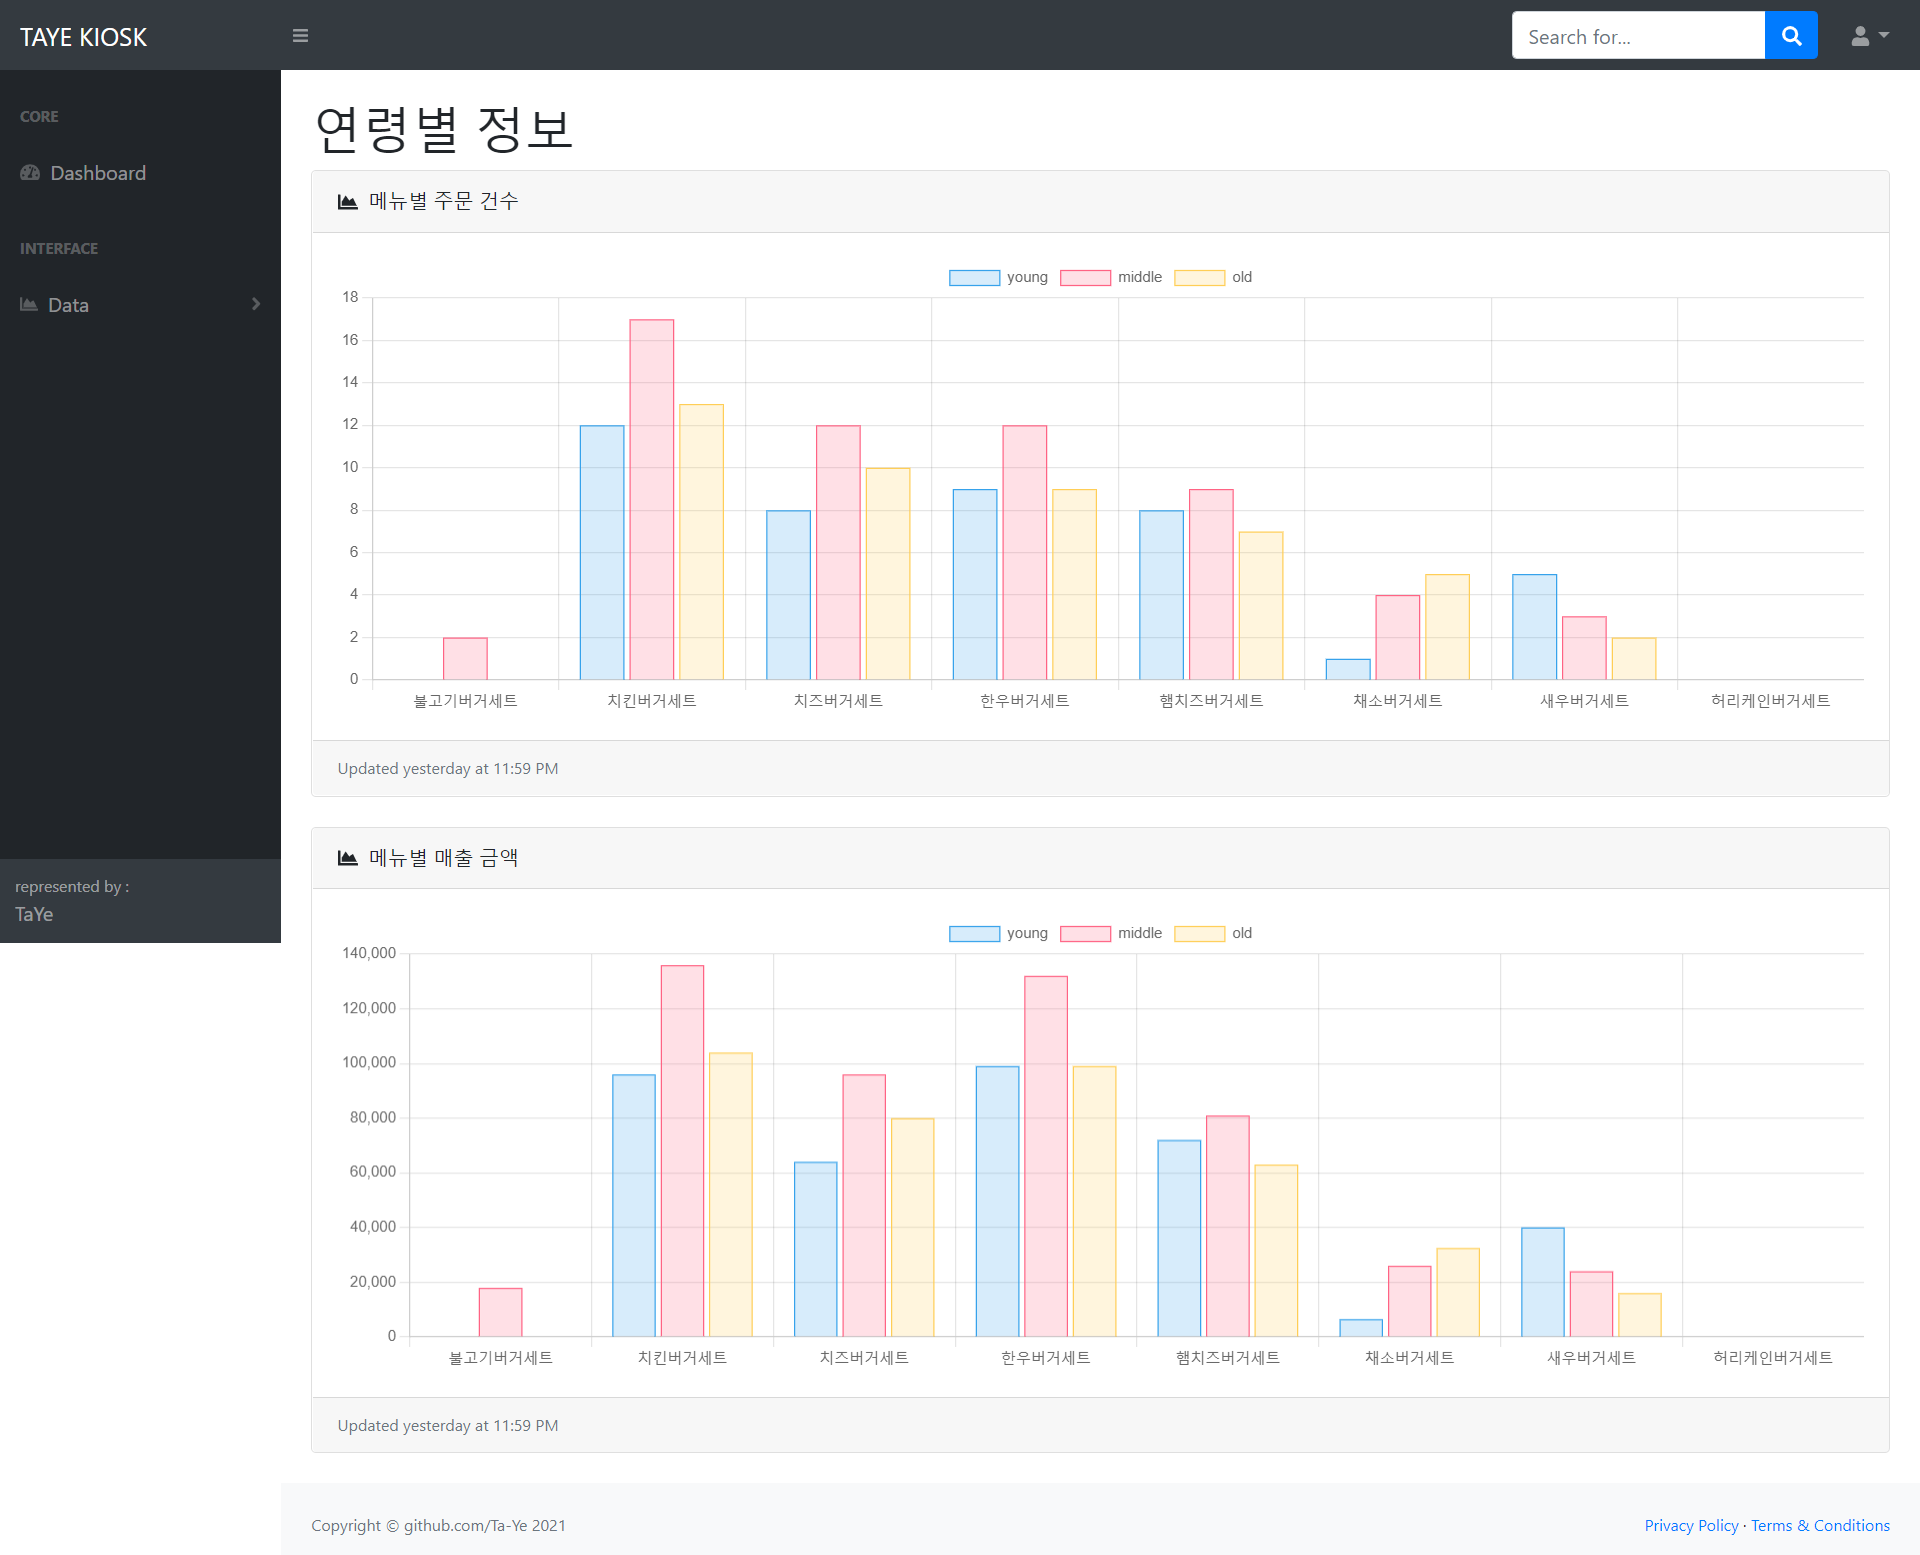 TAYE KIOSK
Search for...
CORE
Dashboard
INTERFACE
Data
represented by :
TaYe
연령별 정보
메뉴별 주문 건수
young middle old
18
16
14
12
10
8
6
4
2
0
불고기버거세트 치킨버거세트 치즈버거세트 한우버거세트 햄치즈버거세트 채소버거세트 새우버거세트 허리케인버거세트
Updated yesterday at 11:59 PM
메뉴별 매출 금액
young middle old
140,000
120,000
100,000
80,000
60,000
40,000
20,000
0
불고기버거세트 치킨버거세트 치즈버거세트 한우버거세트 햄치즈버거세트 채소버거세트 새우버거세트 허리케인버거세트
Updated yesterday at 11:59 PM
Copyright © github.com/Ta-Ye 2021
Privacy Policy · Terms & Conditions